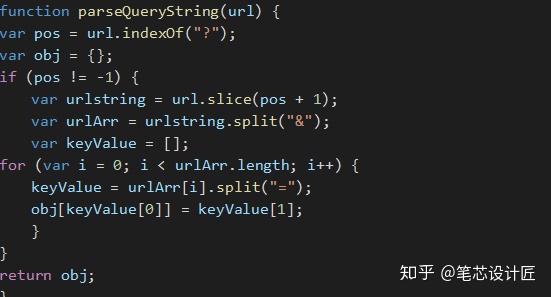 function parseQueryString(url) {
var pos = url.indexOf("?");
var obj = {};
if (pos != -1) {
var urlstring = url.slice(pos + 1);
var urlArr = urlstring.split("&");
var keyValue = [];
for (var i = 0; i < urlArr.length; i++) {
keyValue = urlArr[i].split("=");
obj[keyValue[0]] = keyValue[1];
}
}
return obj;
}
知乎 @笔芯设计匠